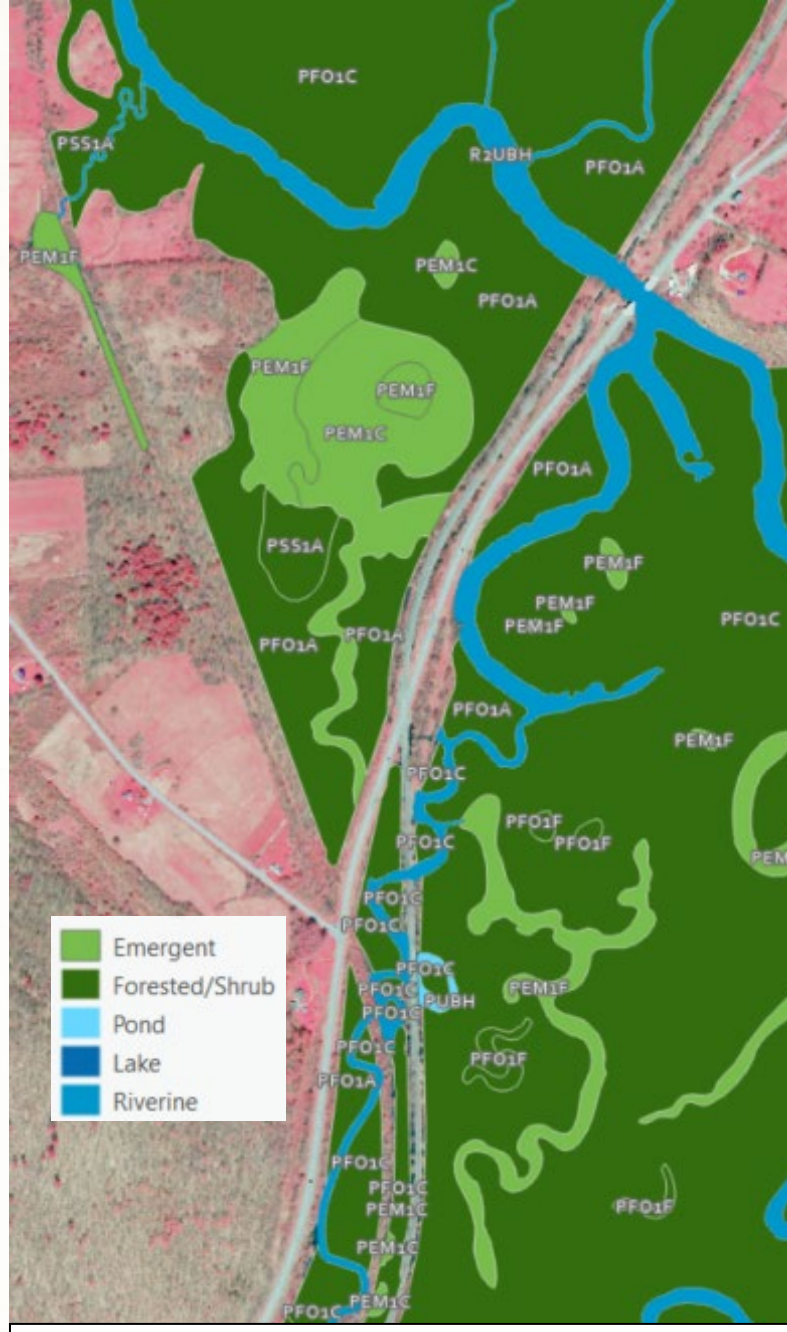 PFO1C
PSS1A
R2UBH
PFO1A
PEM1F
PEM1C
PFO1A
PEM1F
PEM1F
PEM1C
PFO1A
PSS1A
PEM1F
PEM1F
PEM1F
PFO1C
PFO1A
PFO1A
PFO1A
PEM1F
PFO1C
PFO1F
PFO1C
PFO1F
PEM
PFO1C
PFO1C
Emergent
Forested/Shrub
Pond
Lake
Riverine
PFO1C
PFO1C
PEM1F
PUBH
PFO1C
PFO1C
PFO1F
PFO1A
PFO1C
PFO1C
PFO1F
PEM1C
PEM1C
PEM1C
PFO1C